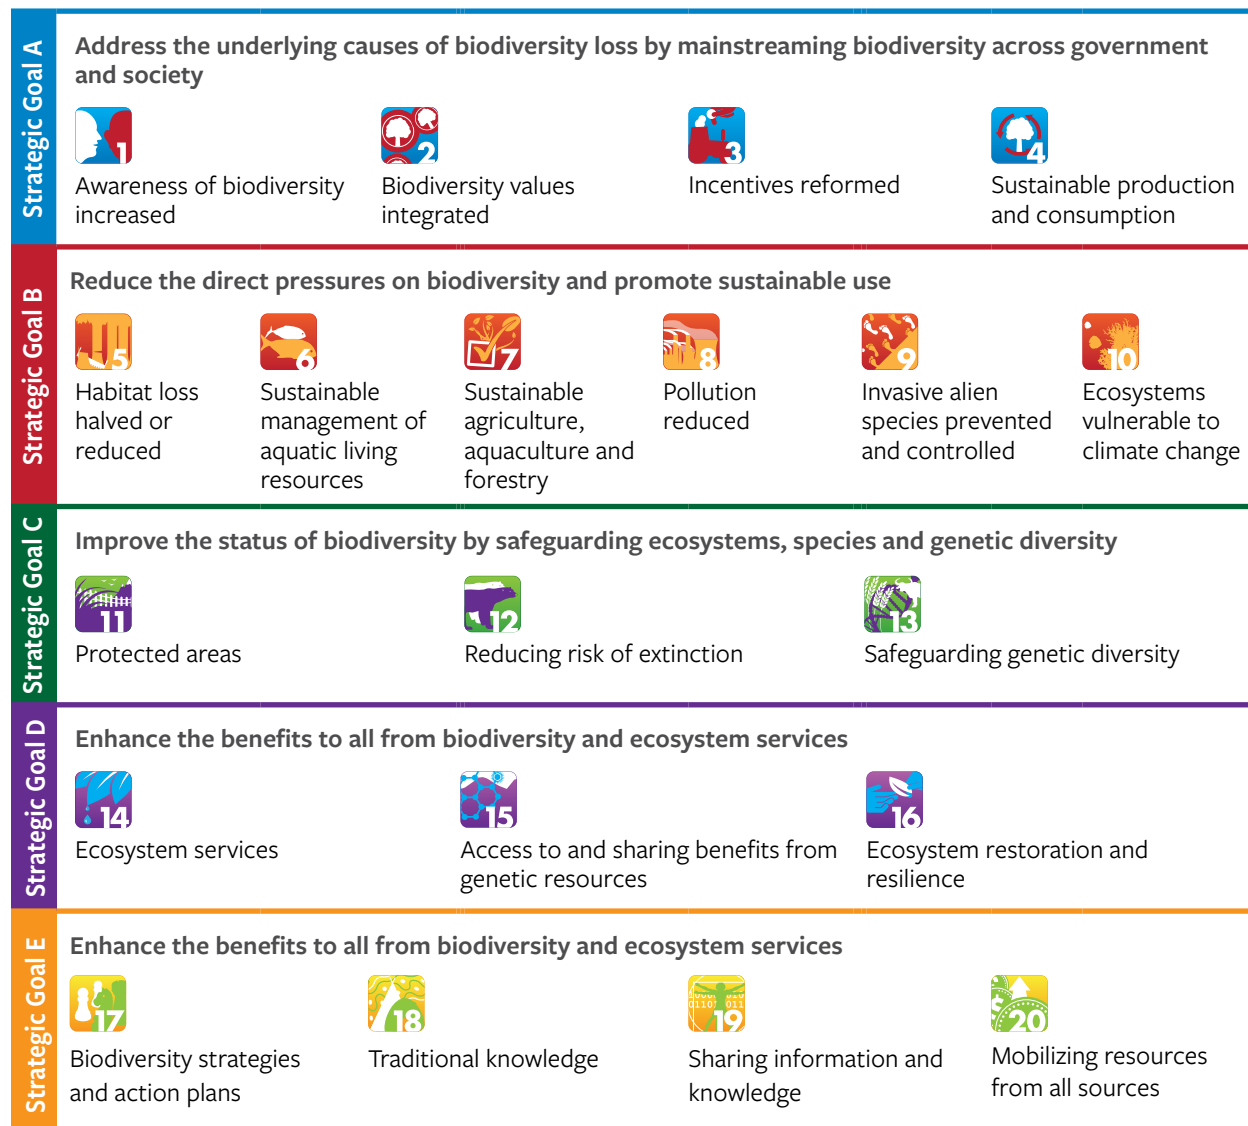 Strategic Goal A
Address the underlying causes of biodiversity loss by mainstreaming biodiversity across government
and society
1
Awareness of biodiversity
increased
2
Biodiversity values
integrated
3
Incentives reformed
4
Sustainable production
and consumption
Strategic Goal B
Reduce the direct pressures on biodiversity and promote sustainable use
5
Habitat loss
halved or
reduced
6
Sustainable
management of
aquatic living
resources
7
Sustainable
agriculture,
aquaculture and
forestry
8
Pollution
reduced
9
Invasive alien
species prevented
and controlled
10
Ecosystems
vulnerable to
climate change
Strategic Goal C
Improve the status of biodiversity by safeguarding ecosystems, species and genetic diversity
11
Protected areas
12
Reducing risk of extinction
13
Safeguarding genetic diversity
Strategic Goal D
Enhance the benefits to all from biodiversity and ecosystem services
14
Ecosystem services
15
Access to and sharing benefits from
genetic resources
16
Ecosystem restoration and
resilience
Strategic Goal E
Enhance the benefits to all from biodiversity and ecosystem services
17
Biodiversity strategies
and action plans
18
Traditional knowledge
19
Sharing information and
knowledge
20
Mobilizing resources
from all sources